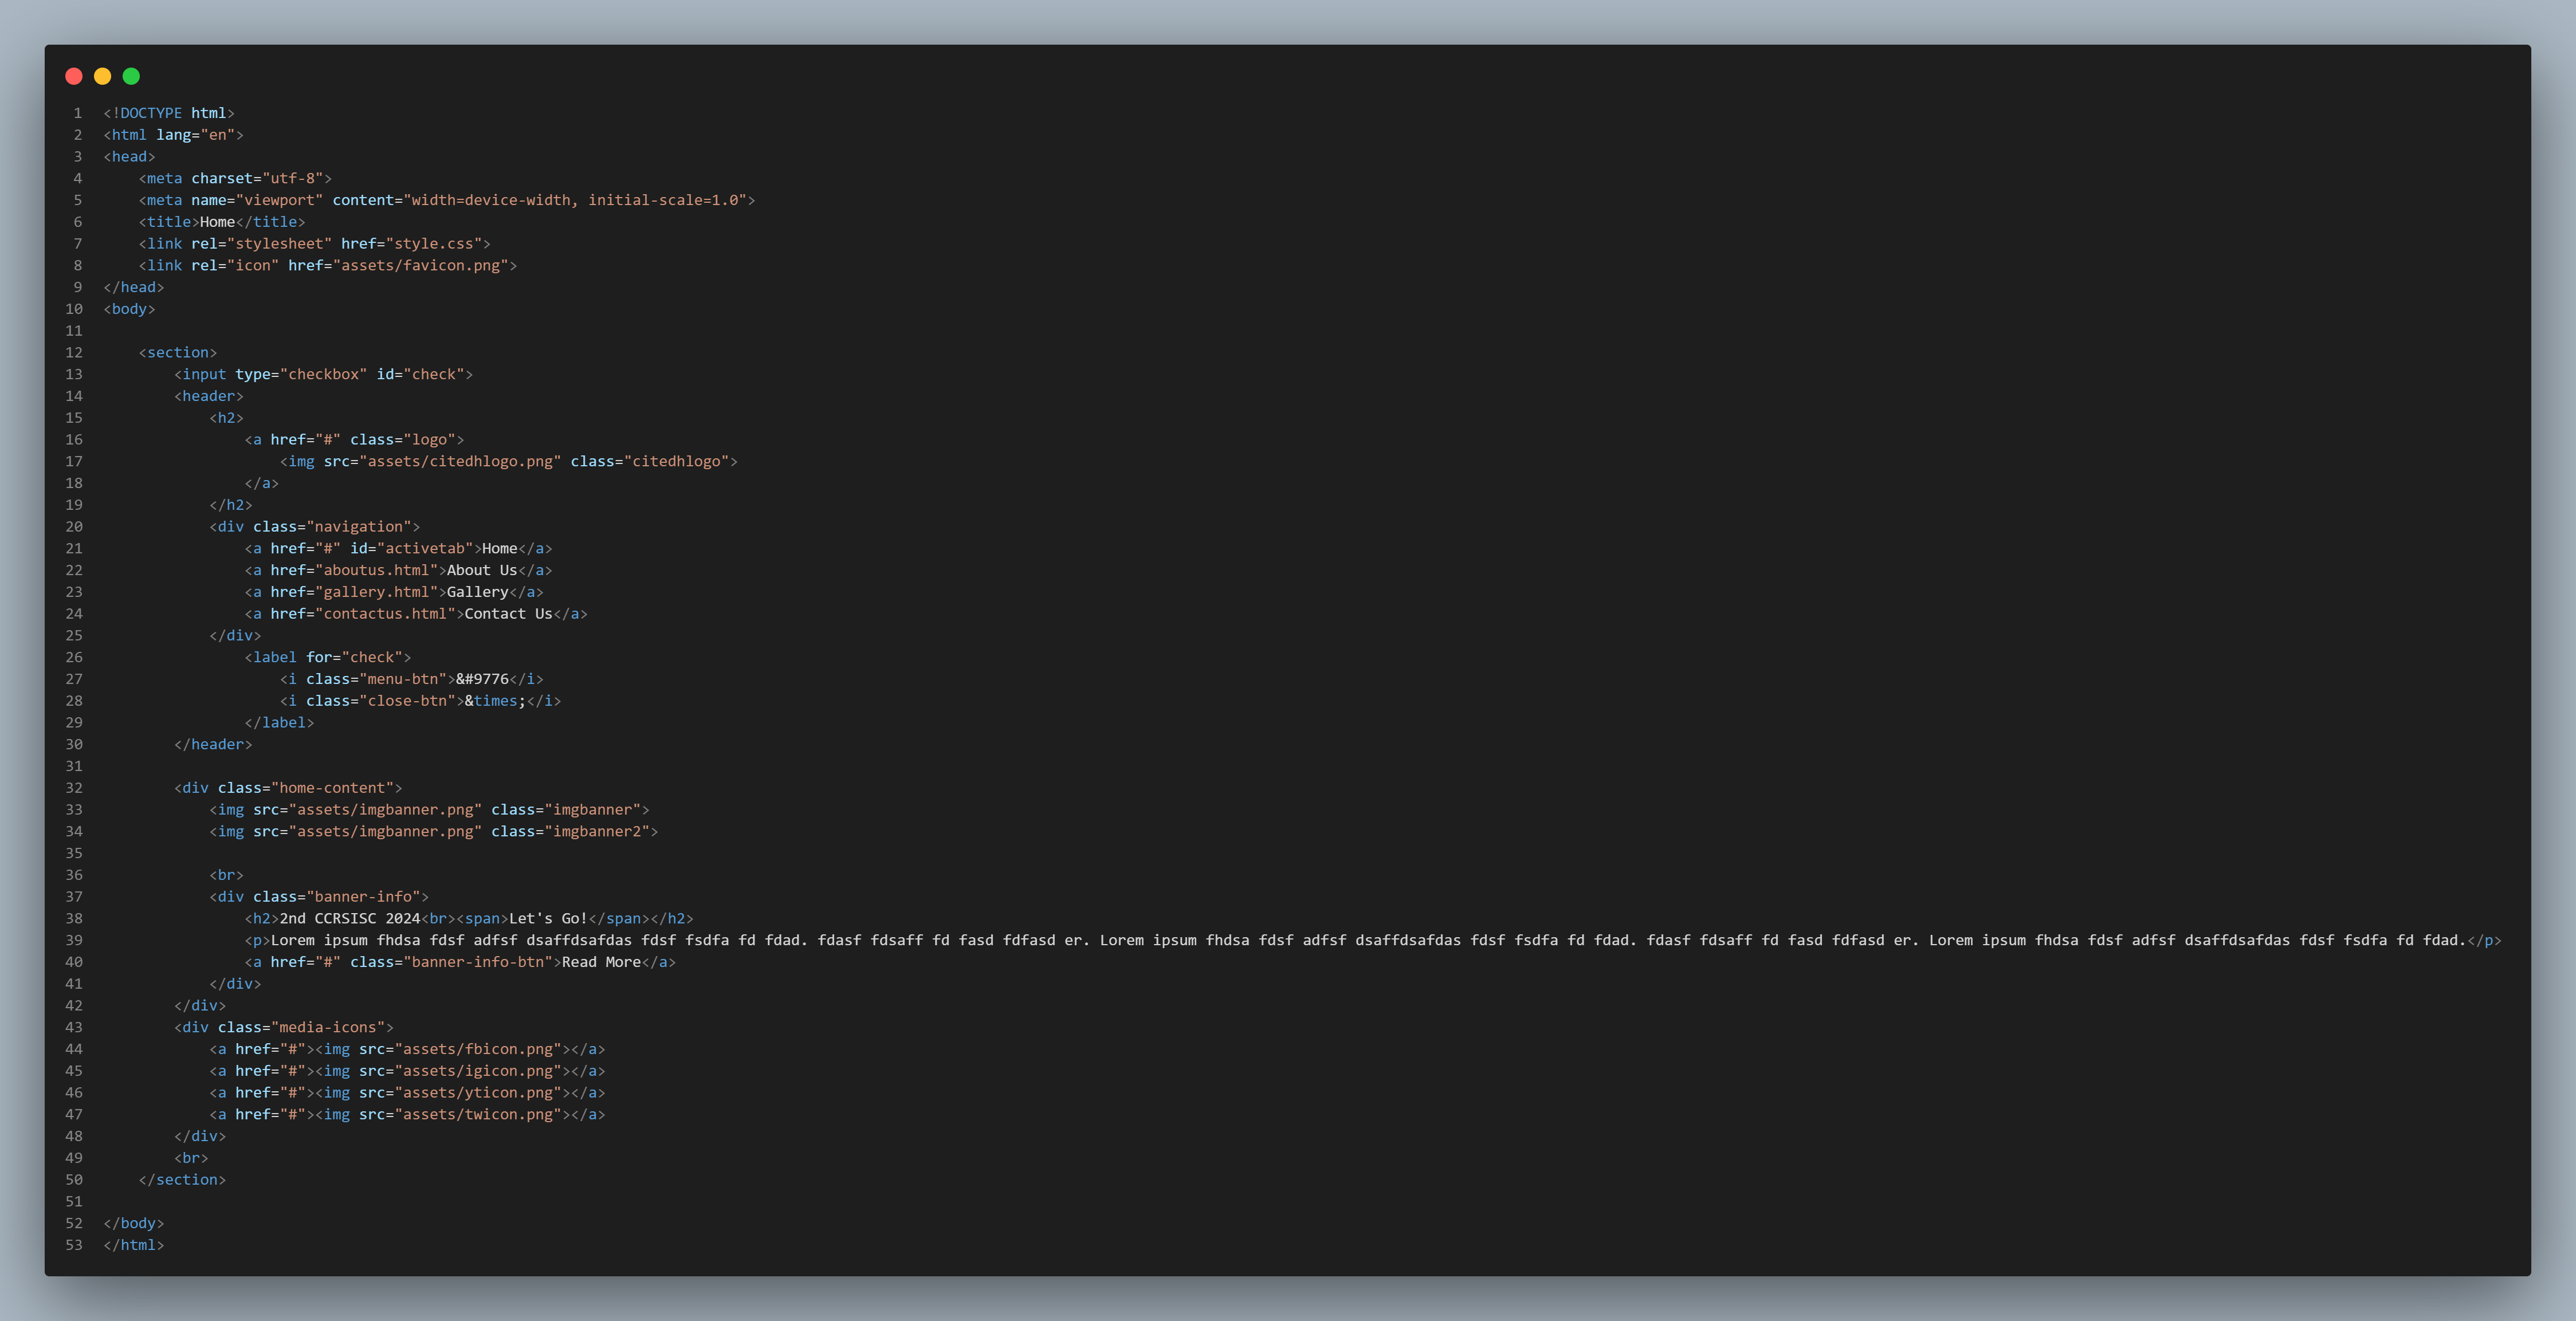 1 <!DOCTYPE html>
2 <html lang="en">
3 <head>
4     <meta charset="utf-8">
5     <meta name="viewport" content="width=device-width, initial-scale=1.0">
6     <title>Home</title>
7     <link rel="stylesheet" href="style.css">
8     <link rel="icon" href="assets/favicon.png">
9 </head>
10 <body>
11
12     <section>
13         <input type="checkbox" id="check">
14         <header>
15             <h2>
16                 <a href="#" class="logo">
17                     <img src="assets/citedhlogo.png" class="citedhlogo">
18                 </a>
19             </h2>
20             <div class="navigation">
21                 <a href="#" id="activetab">Home</a>
22                 <a href="aboutus.html">About Us</a>
23                 <a href="gallery.html">Gallery</a>
24                 <a href="contactus.html">Contact Us</a>
25             </div>
26                 <label for="check">
27                     <i class="menu-btn">&#9776</i>
28                     <i class="close-btn">&times;</i>
29                 </label>
30         </header>
31
32         <div class="home-content">
33             <img src="assets/imgbanner.png" class="imgbanner">
34             <img src="assets/imgbanner.png" class="imgbanner2">
35
36             <br>
37             <div class="banner-info">
38                 <h2>2nd CCRSISC 2024<br><span>Let's Go!</span></h2>
39                 <p>Lorem ipsum fhdsa fdsf adfsf dsaffdsafdas fdsf fsdfa fd fdad. fdasf fdsaff fd fasd fdfasd er. Lorem ipsum fhdsa fdsf adfsf dsaffdsafdas fdsf fsdfa fd fdad. fdasf fdsaff fd fasd fdfasd er. Lorem ipsum fhdsa fdsf adfsf dsaffdsafdas fdsf fsdfa fd fdad.</p>
40                 <a href="#" class="banner-info-btn">Read More</a>
41             </div>
42         </div>
43         <div class="media-icons">
44             <a href="#"><img src="assets/fbicon.png"></a>
45             <a href="#"><img src="assets/igicon.png"></a>
46             <a href="#"><img src="assets/yticon.png"></a>
47             <a href="#"><img src="assets/twicon.png"></a>
48         </div>
49         <br>
50     </section>
51
52 </body>
53 </html>